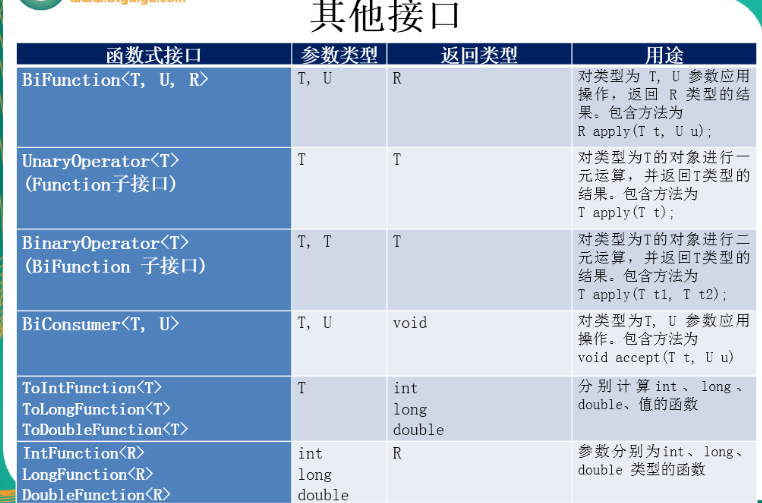 www.atguigu.com
其他接口
函数式接口 参数类型 返回类型 用途
BiFunction<T, U, R> T, U R 对类型为 T, U 参数应用
操作，返回 R 类型的结
果。包含方法为
R apply(T t, U u);
UnaryOperator<T> T T 对类型为T的对象进行一
(Function子接口) 元运算，并返回T类型的
结果。包含方法为
T apply(T t);
BinaryOperator<T> T, T T 对类型为T的对象进行二
(BiFunction 子接口) 元运算，并返回T类型的
结果。包含方法为
T apply(T t1, T t2);
BiConsumer<T, U> T, U void 对类型为T, U 参数应用
操作。包含方法为
void accept(T t, U u)
ToIntFunction<T> T int 分别计算int、long、
ToLongFunction<T> long double、值的函数
ToDoubleFunction<T> double
IntFunction<R> int R 参数分别为int、long、
LongFunction<R> long double 类型的函数
DoubleFunction<R> double